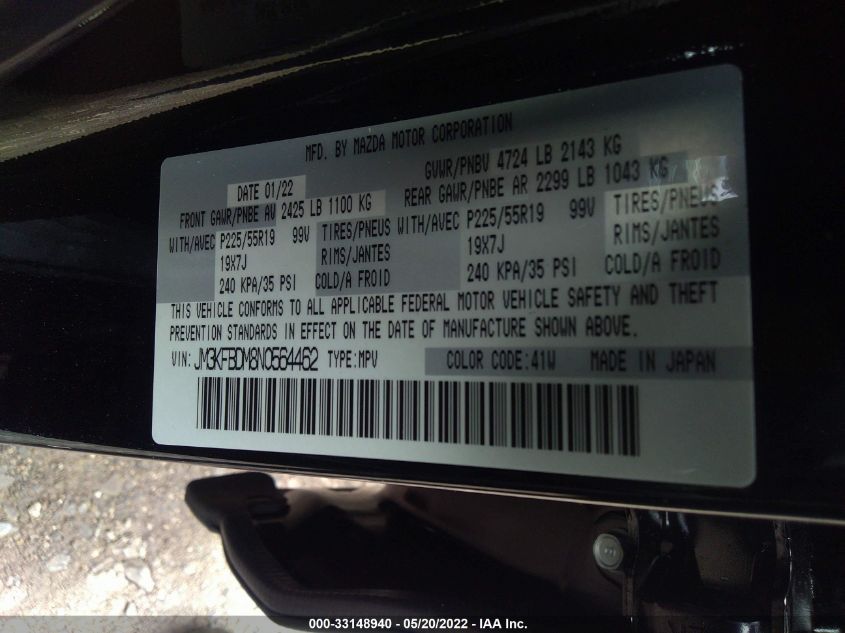 MFD. BY MAZDA MOTOR CORPORATION
DATE 01/22 GVWR/PNBV 4724 LB 2143 KG
FRONT GAWR/PNBE AV 2425 LB 1100 KG REAR GAWR/PNBE AR 2299 LB 1043 KG
WITH/AVEC P225/55R19 99V TIRES/PNEUS WITH/AVEC P225/55R19 99V TIRES/PNEUS
19X7J RIMS/JANTES 19X7J RIMS/JANTES
240 KPA/35 PSI COLD/A FROID 240 KPA/35 PSI COLD/A FROID
THIS VEHICLE CONFORMS TO ALL APPLICABLE FEDERAL MOTOR VEHICLE SAFETY AND THEFT
PREVENTION STANDARDS IN EFFECT ON THE DATE OF MANUFACTURE SHOWN ABOVE.
VIN: JM3KFBDM8N0564462 TYPE:MPV COLOR CODE:41W MADE IN JAPAN
000-33148940 - 05/20/2022 - IAA Inc.